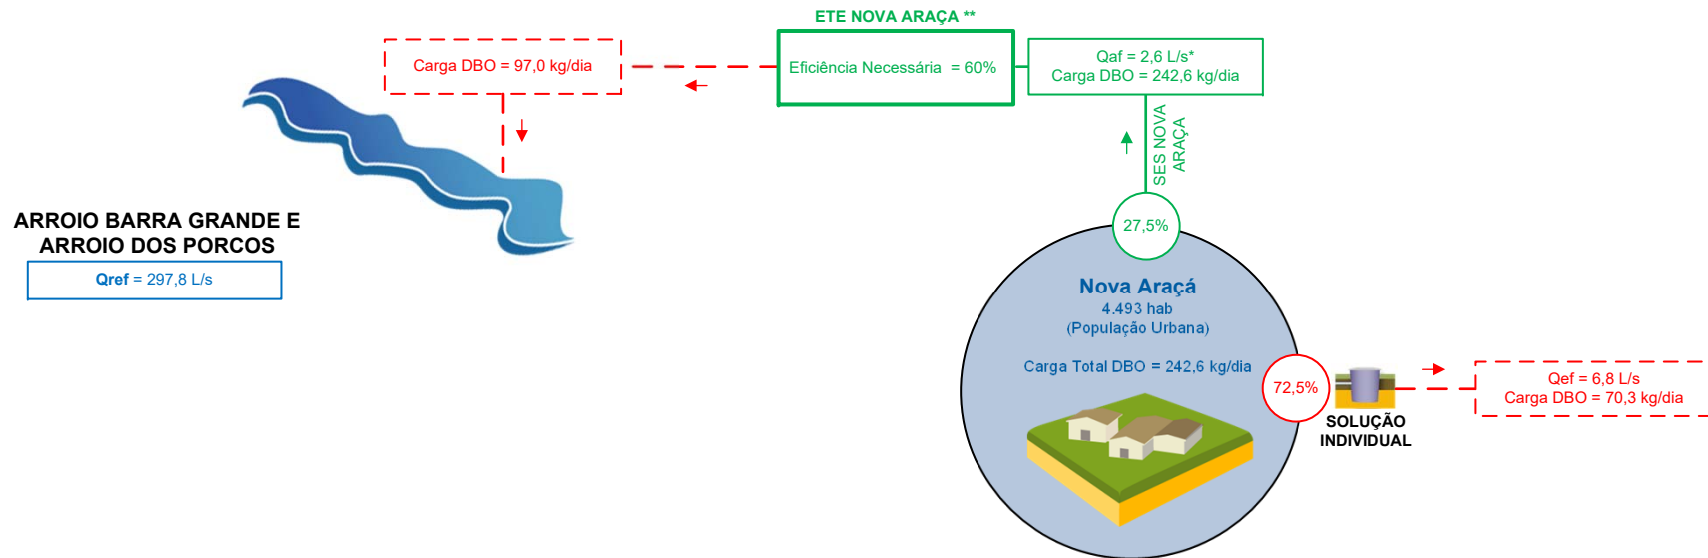 ETE NOVA ARAÇA **
Carga DBO = 97,0 kg/dia
Eficiência Necessária = 60%
Qaf = 2,6 L/s*
Carga DBO = 242,6 kg/dia
SES NOVA
ARAÇA
ARROIO BARRA GRANDE E
ARROIO DOS PORCOS
Qref = 297,8 L/s
27,5%
Nova Araçá
4.493 hab
(População Urbana)
Carga Total DBO = 242,6 kg/dia
72,5%
SOLUÇÃO
INDIVIDUAL
Qef = 6,8 L/s
Carga DBO = 70,3 kg/dia